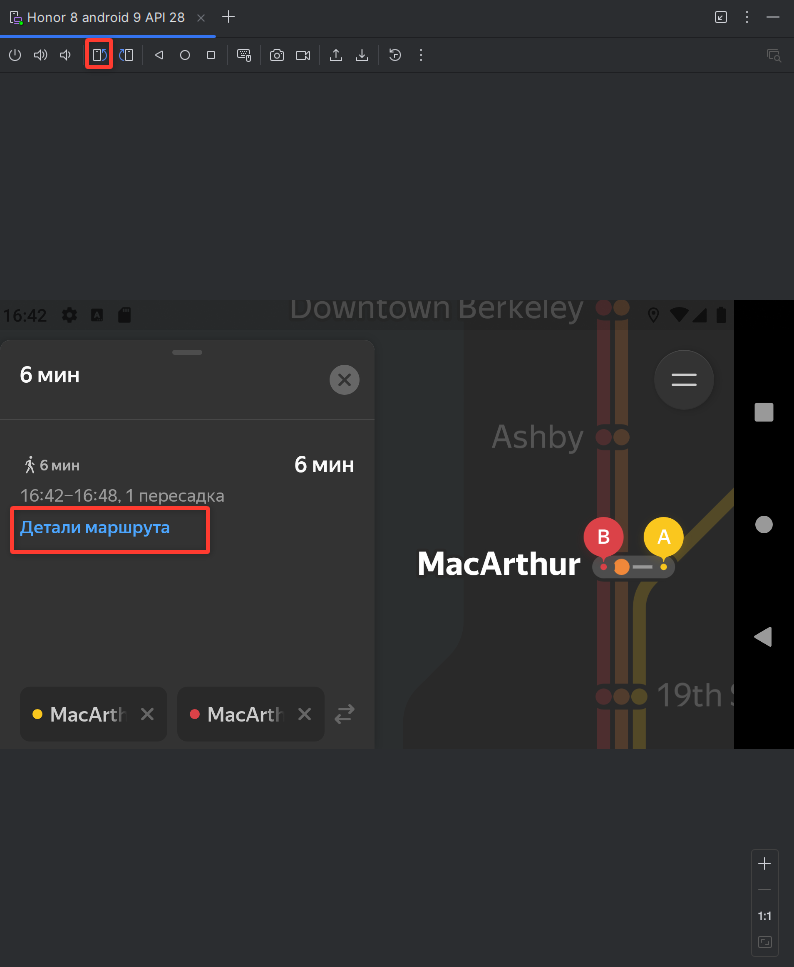 Honor 8 android 9 API 28
16:42
Downtown Berkeley
6 мин
Ashby
6 мин
6 мин
16:42–16:48, 1 пересадка
Детали маршрута
B
A
MacArthur
19th
MacArth
MacArth
1:1